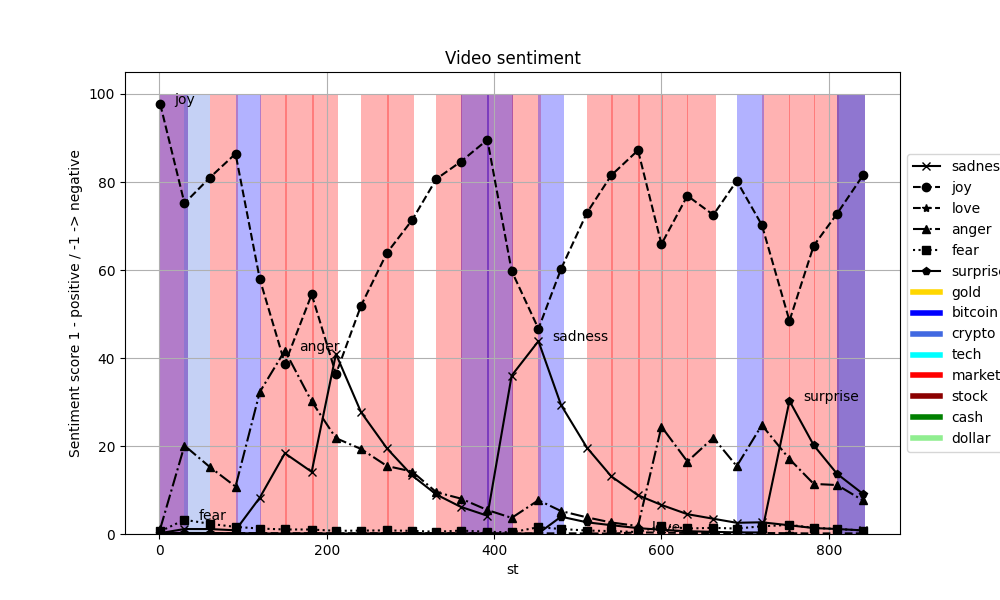 Video sentiment
Sentiment score 1 - positive / -1 -> negative
100
80
60
40
20
0
0
200
400
600
800
st
joy
anger
sadness
surprise
fear
love
sadnes
joy
love
anger
fear
surprise
gold
bitcoin
crypto
tech
market
stock
cash
dollar